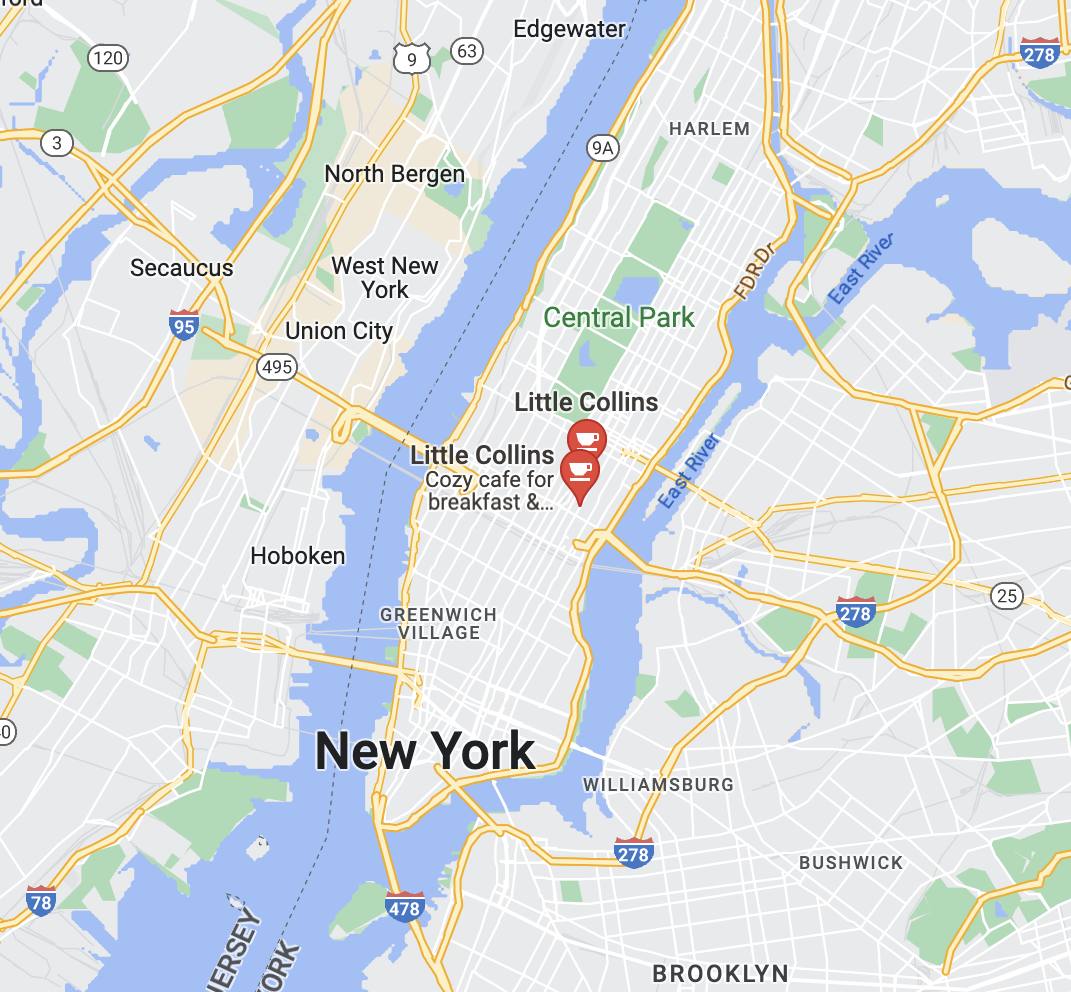 Edgewater
278
120
9
63
3
9A
HARLEM
North Bergen
FDR Dr
East River
Secaucus
West New
York
95
Union City
Central Park
495
Little Collins
Little Collins
Cozy cafe for
breakfast &...
East River
Hoboken
25
278
GREENWICH
VILLAGE
New York
WILLIAMSBURG
278
BUSHWICK
78
478
JERSEY
YORK
BROOKLYN